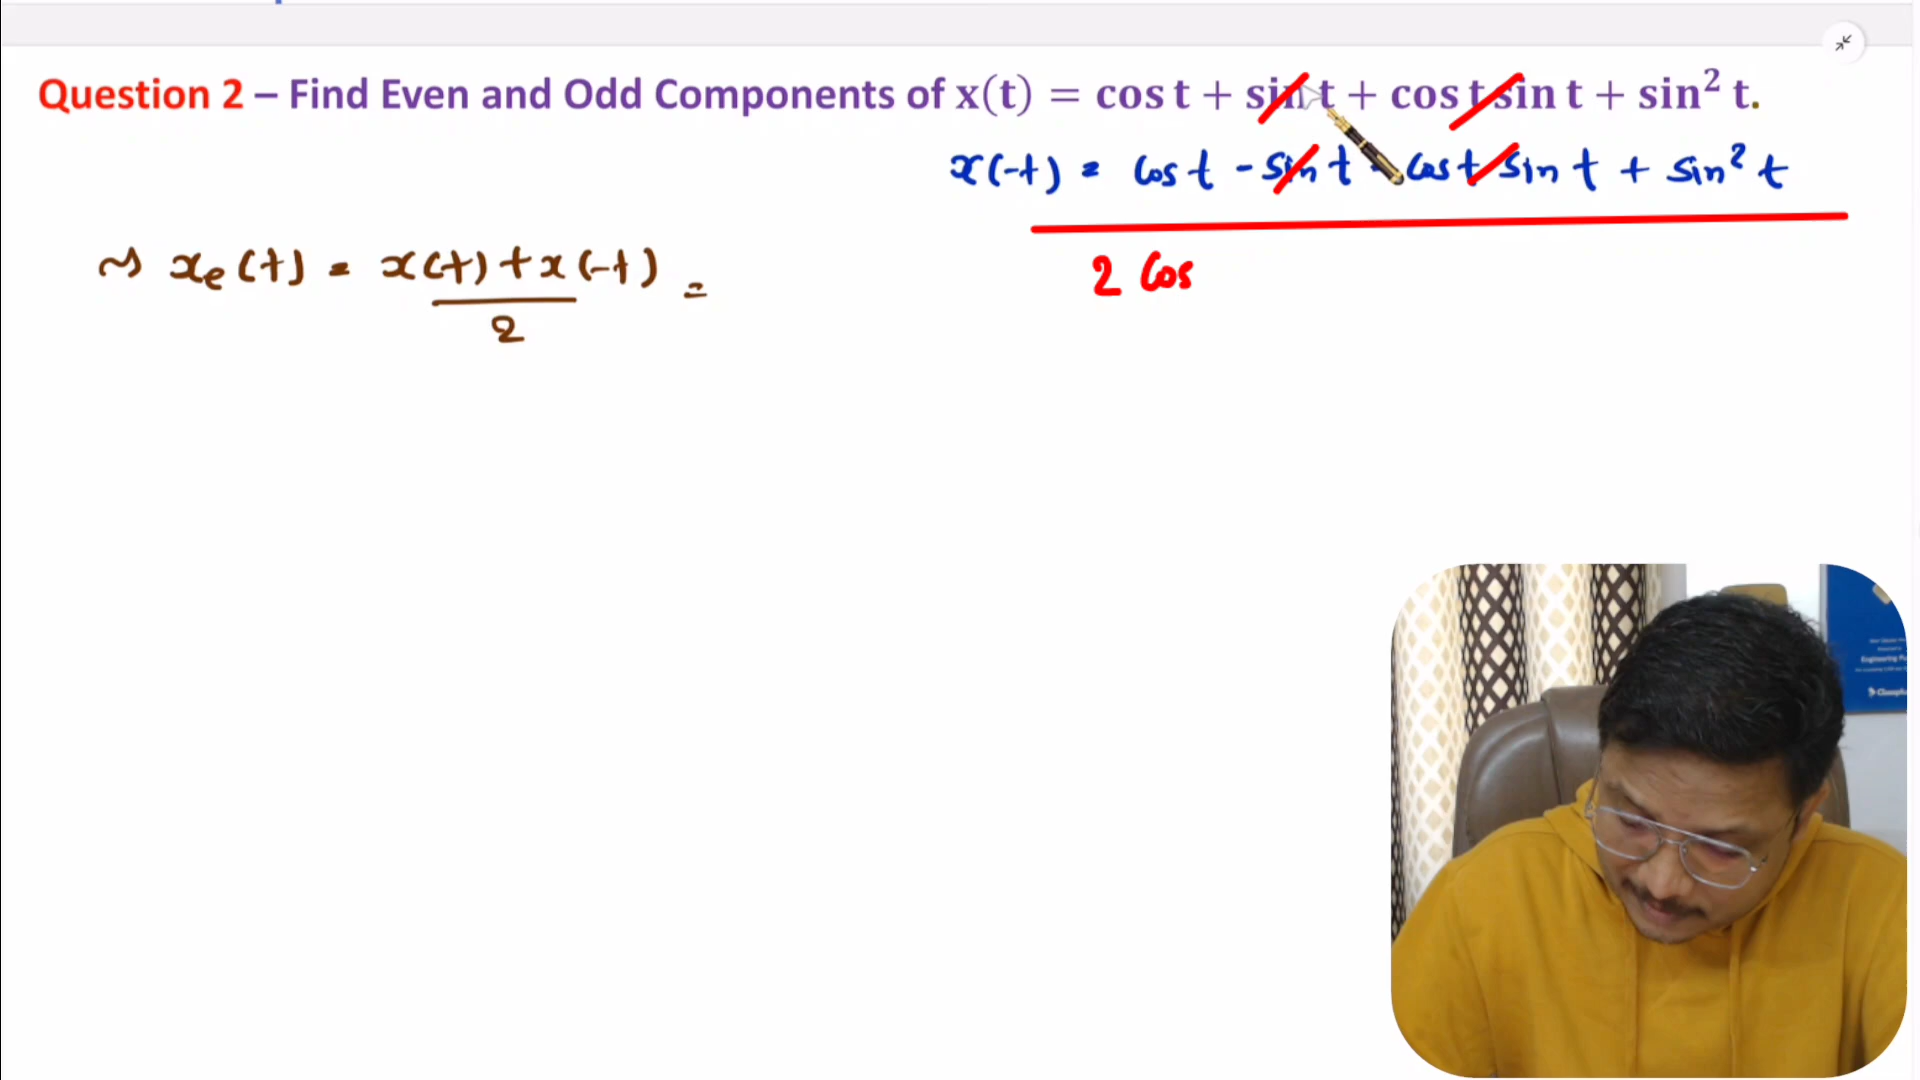 Question 2 – Find Even and Odd Components of x(t) = cos t + sin t + cos t sin t + sin² t.
x(-t) = cos t - sin t - cos t sin t + sin² t
2 cos
xₑ(t) = x(t) + x(-t) =
2